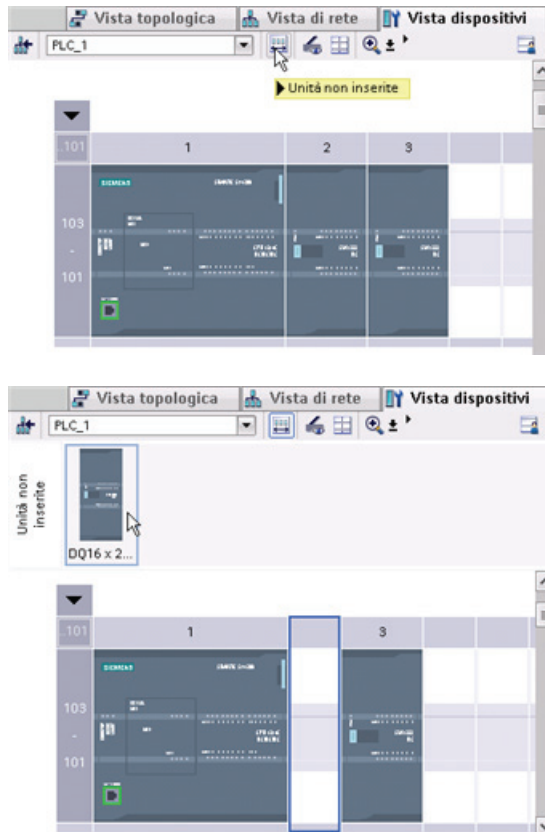 Vista topologica Vista di rete Vista dispositivi
PLC_1
Unità non inserite
..101 1 2 3
SIEMENS
103
-
101
Vista topologica Vista di rete Vista dispositivi
PLC_1
Unità non
inserite
DQ16 x 2...
..101 1 3
SIEMENS
103
-
101